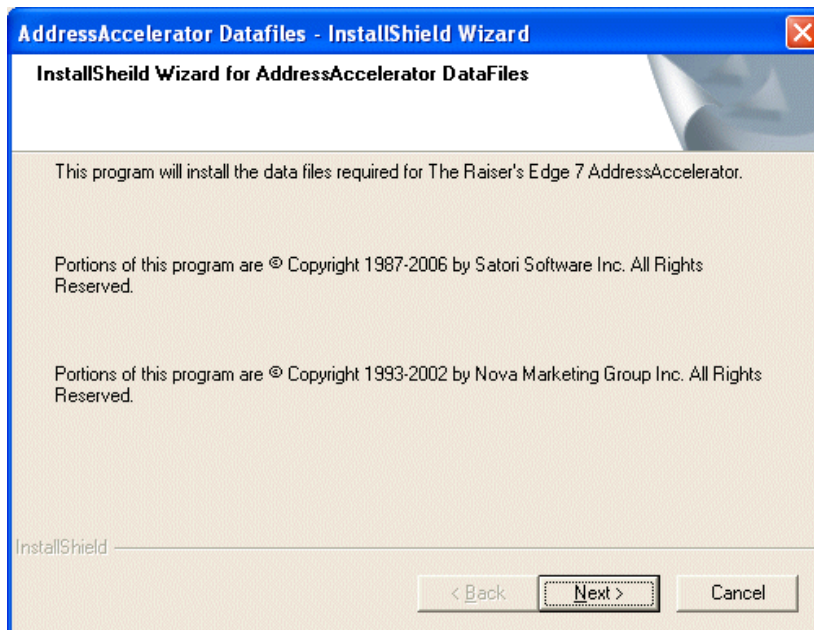 AddressAccelerator Datafiles - InstallShield Wizard
InstallSheild Wizard for AddressAccelerator DataFiles
This program will install the data files required for The Raiser's Edge 7 AddressAccelerator.
Portions of this program are © Copyright 1987-2006 by Satori Software Inc. All Rights
Reserved.
Portions of this program are © Copyright 1993-2002 by Nova Marketing Group Inc. All Rights
Reserved.
InstallShield
< Back
Next >
Cancel